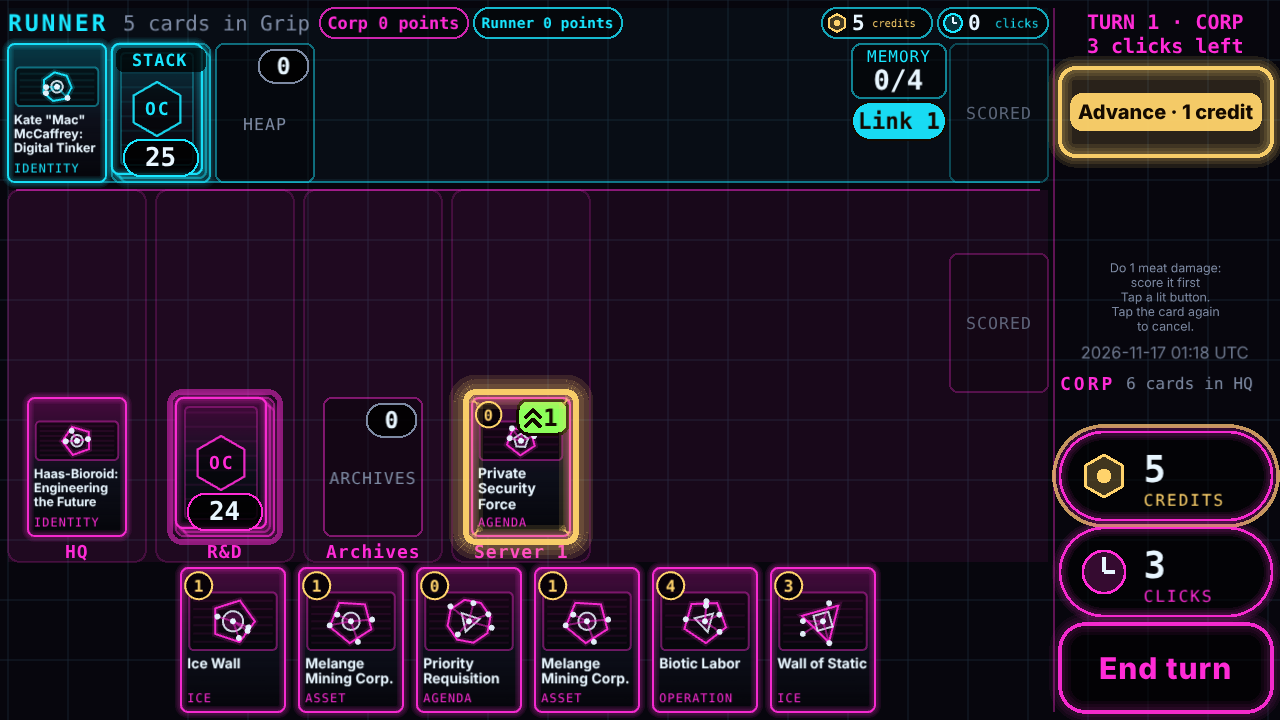 RUNNER 5 cards in Grip Corp 0 points Runner 0 points 5 credits 0 clicks
TURN 1 · CORP
3 clicks left
Advance · 1 credit
Kate "Mac"
McCaffrey:
Digital Tinker
IDENTITY
STACK
OC
25
0
HEAP
MEMORY
0/4
Link 1
SCORED
SCORED
Do 1 meat damage:
score it first
Tap a lit button.
Tap the card again
to cancel.
2026-11-17 01:18 UTC
CORP 6 cards in HQ
Haas-Bioroid:
Engineering
the Future
IDENTITY
HQ
OC
24
R&D
0
ARCHIVES
Archives
0
1
Private
Security
Force
AGENDA
Server 1
5
CREDITS
3
CLICKS
End turn
1
Ice Wall
ICE
1
Melange
Mining Corp.
ASSET
0
Priority
Requisition
AGENDA
1
Melange
Mining Corp.
ASSET
4
Biotic Labor
OPERATION
3
Wall of Static
ICE